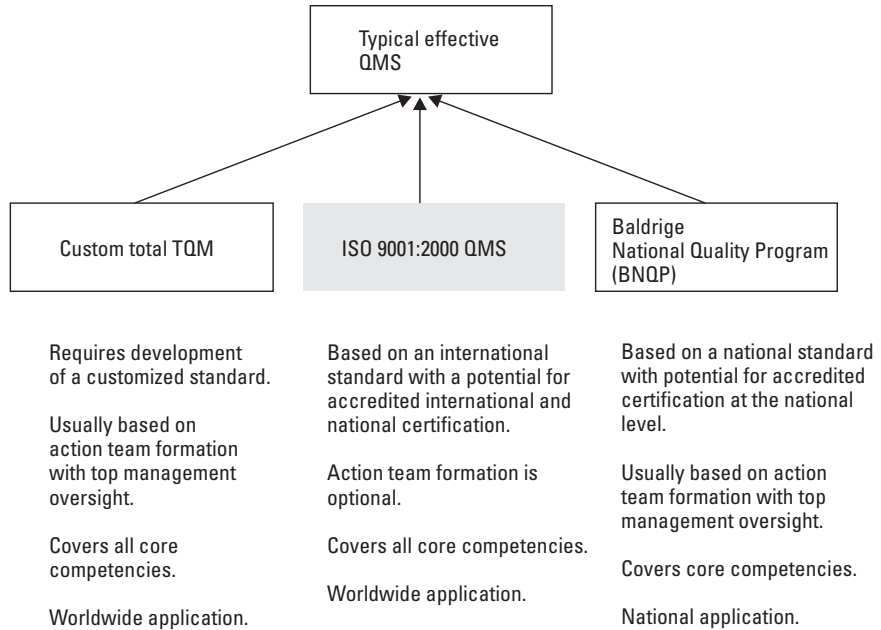 Typical effective
QMS
Custom total TQM
ISO 9001:2000 QMS
Baldrige
National Quality Program
(BNQP)
Requires development
of a customized standard.
Usually based on
action team formation
with top management
oversight.
Covers all core
competencies.
Worldwide application.
Based on an international
standard with a potential for
accredited international and
national certification.
Action team formation is
optional.
Covers all core competencies.
Worldwide application.
Based on a national standard
with potential for accredited
certification at the national
level.
Usually based on action
team formation with top
management oversight.
Covers core competencies.
National application.